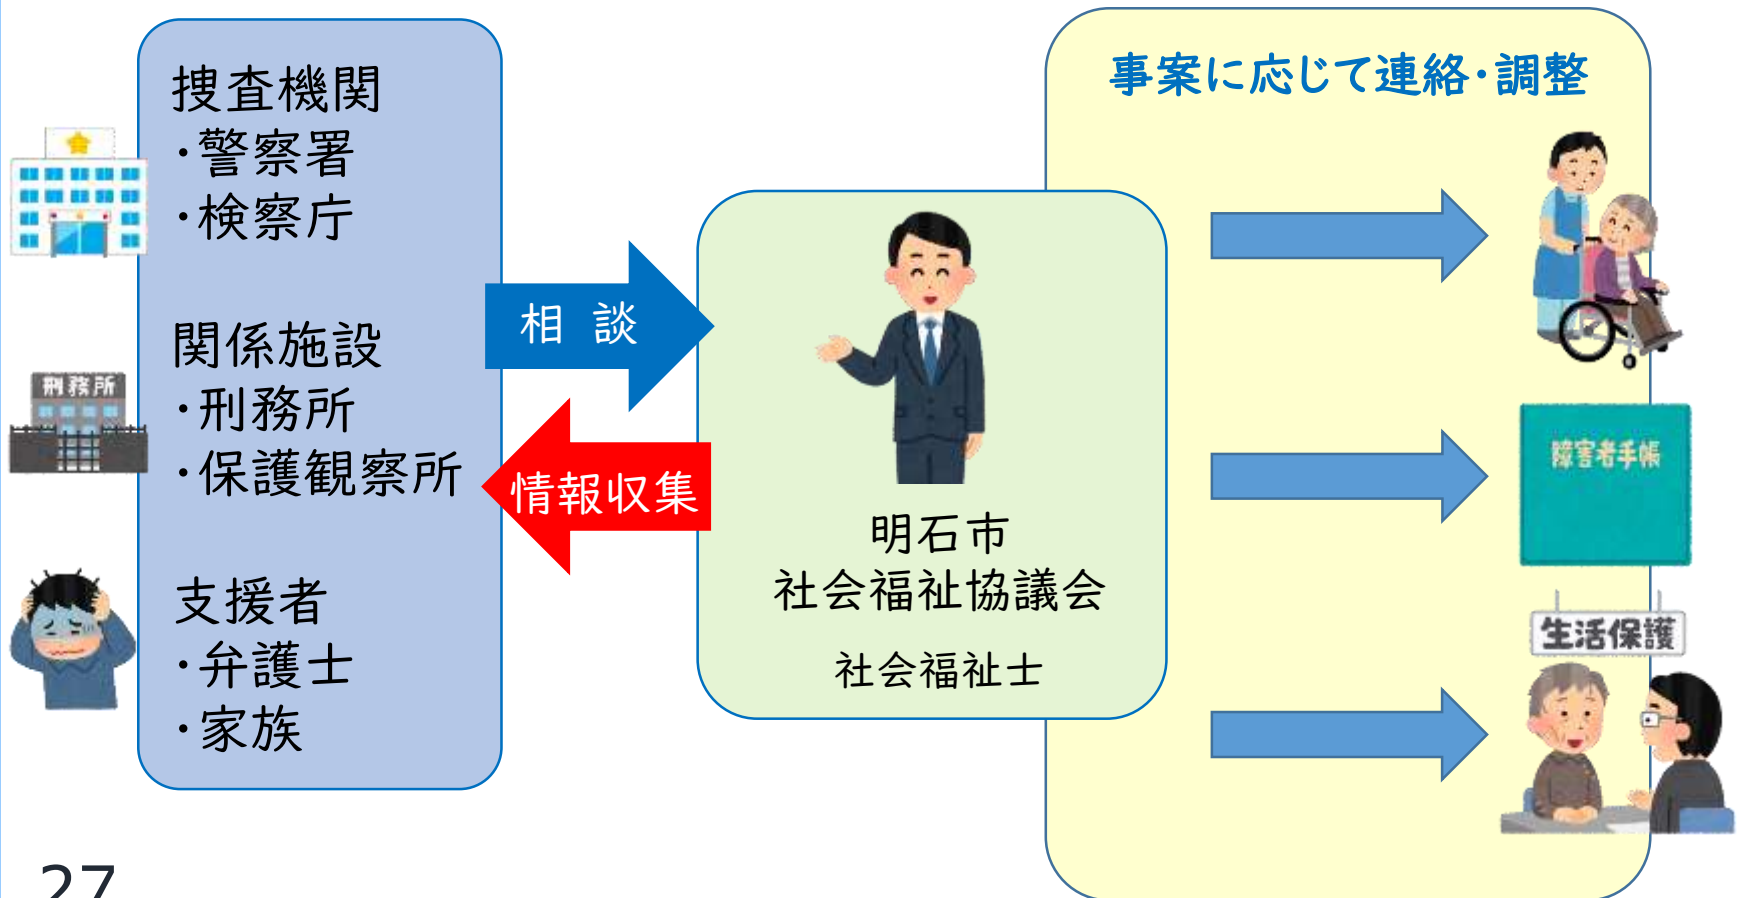 捜査機関
・警察署
・検察庁
関係施設
・刑務所
・保護観察所
支援者
・弁護士
・家族
刑務所
相 談
情報収集
明石市
社会福祉協議会
社会福祉士
事案に応じて連絡・調整
障害者手帳
生活保護
27